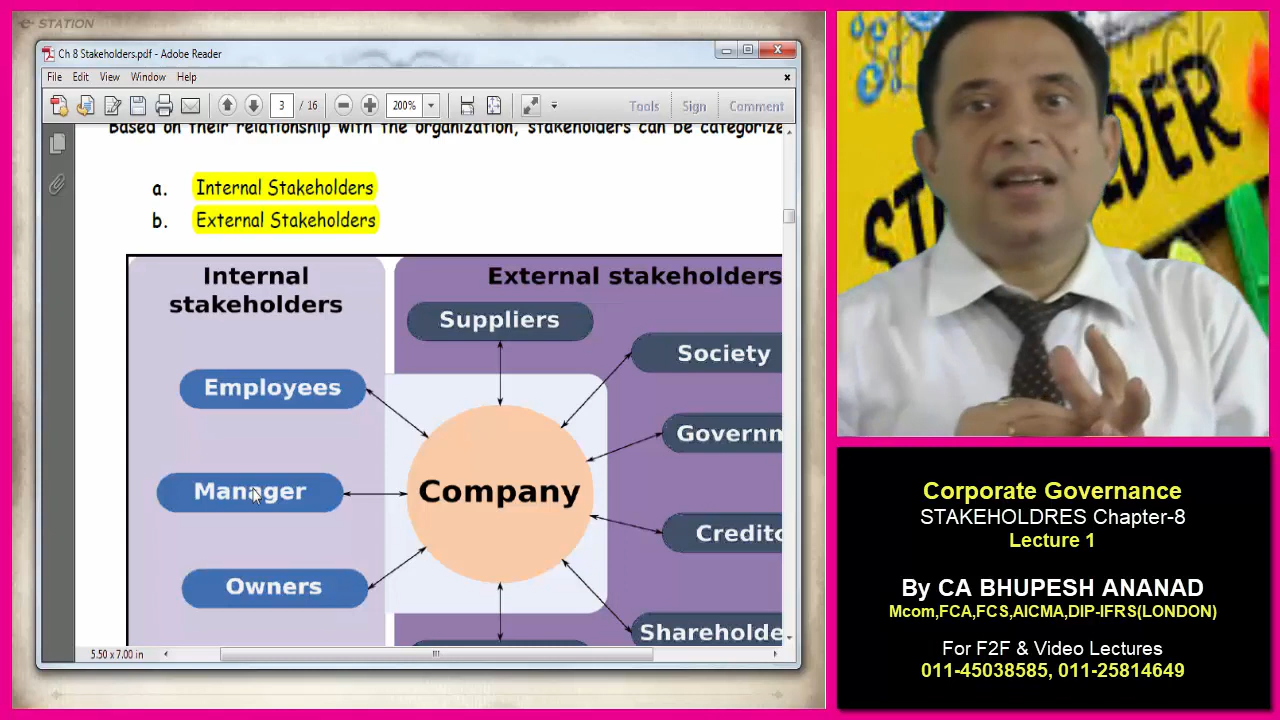 STATION
Ch 8 Stakeholders.pdf - Adobe Reader
File Edit View Window Help
3 / 16 200% Tools Sign Comment
Based on their relationship with the organization, stakeholders can be categorize
a. Internal Stakeholders
b. External Stakeholders
Internal
stakeholders
External stakeholders
Suppliers
Society
Employees
Governm
Manager
Company
Credito
Owners
Sharehold
5.50 x 7.00 in
STAKEHOLDER
Corporate Governance
STAKEHOLDRES Chapter-8
Lecture 1
By CA BHUPESH ANANAD
Mcom,FCA,FCS,AICMA,DIP-IFRS(LONDON)
For F2F & Video Lectures
011-45038585, 011-25814649